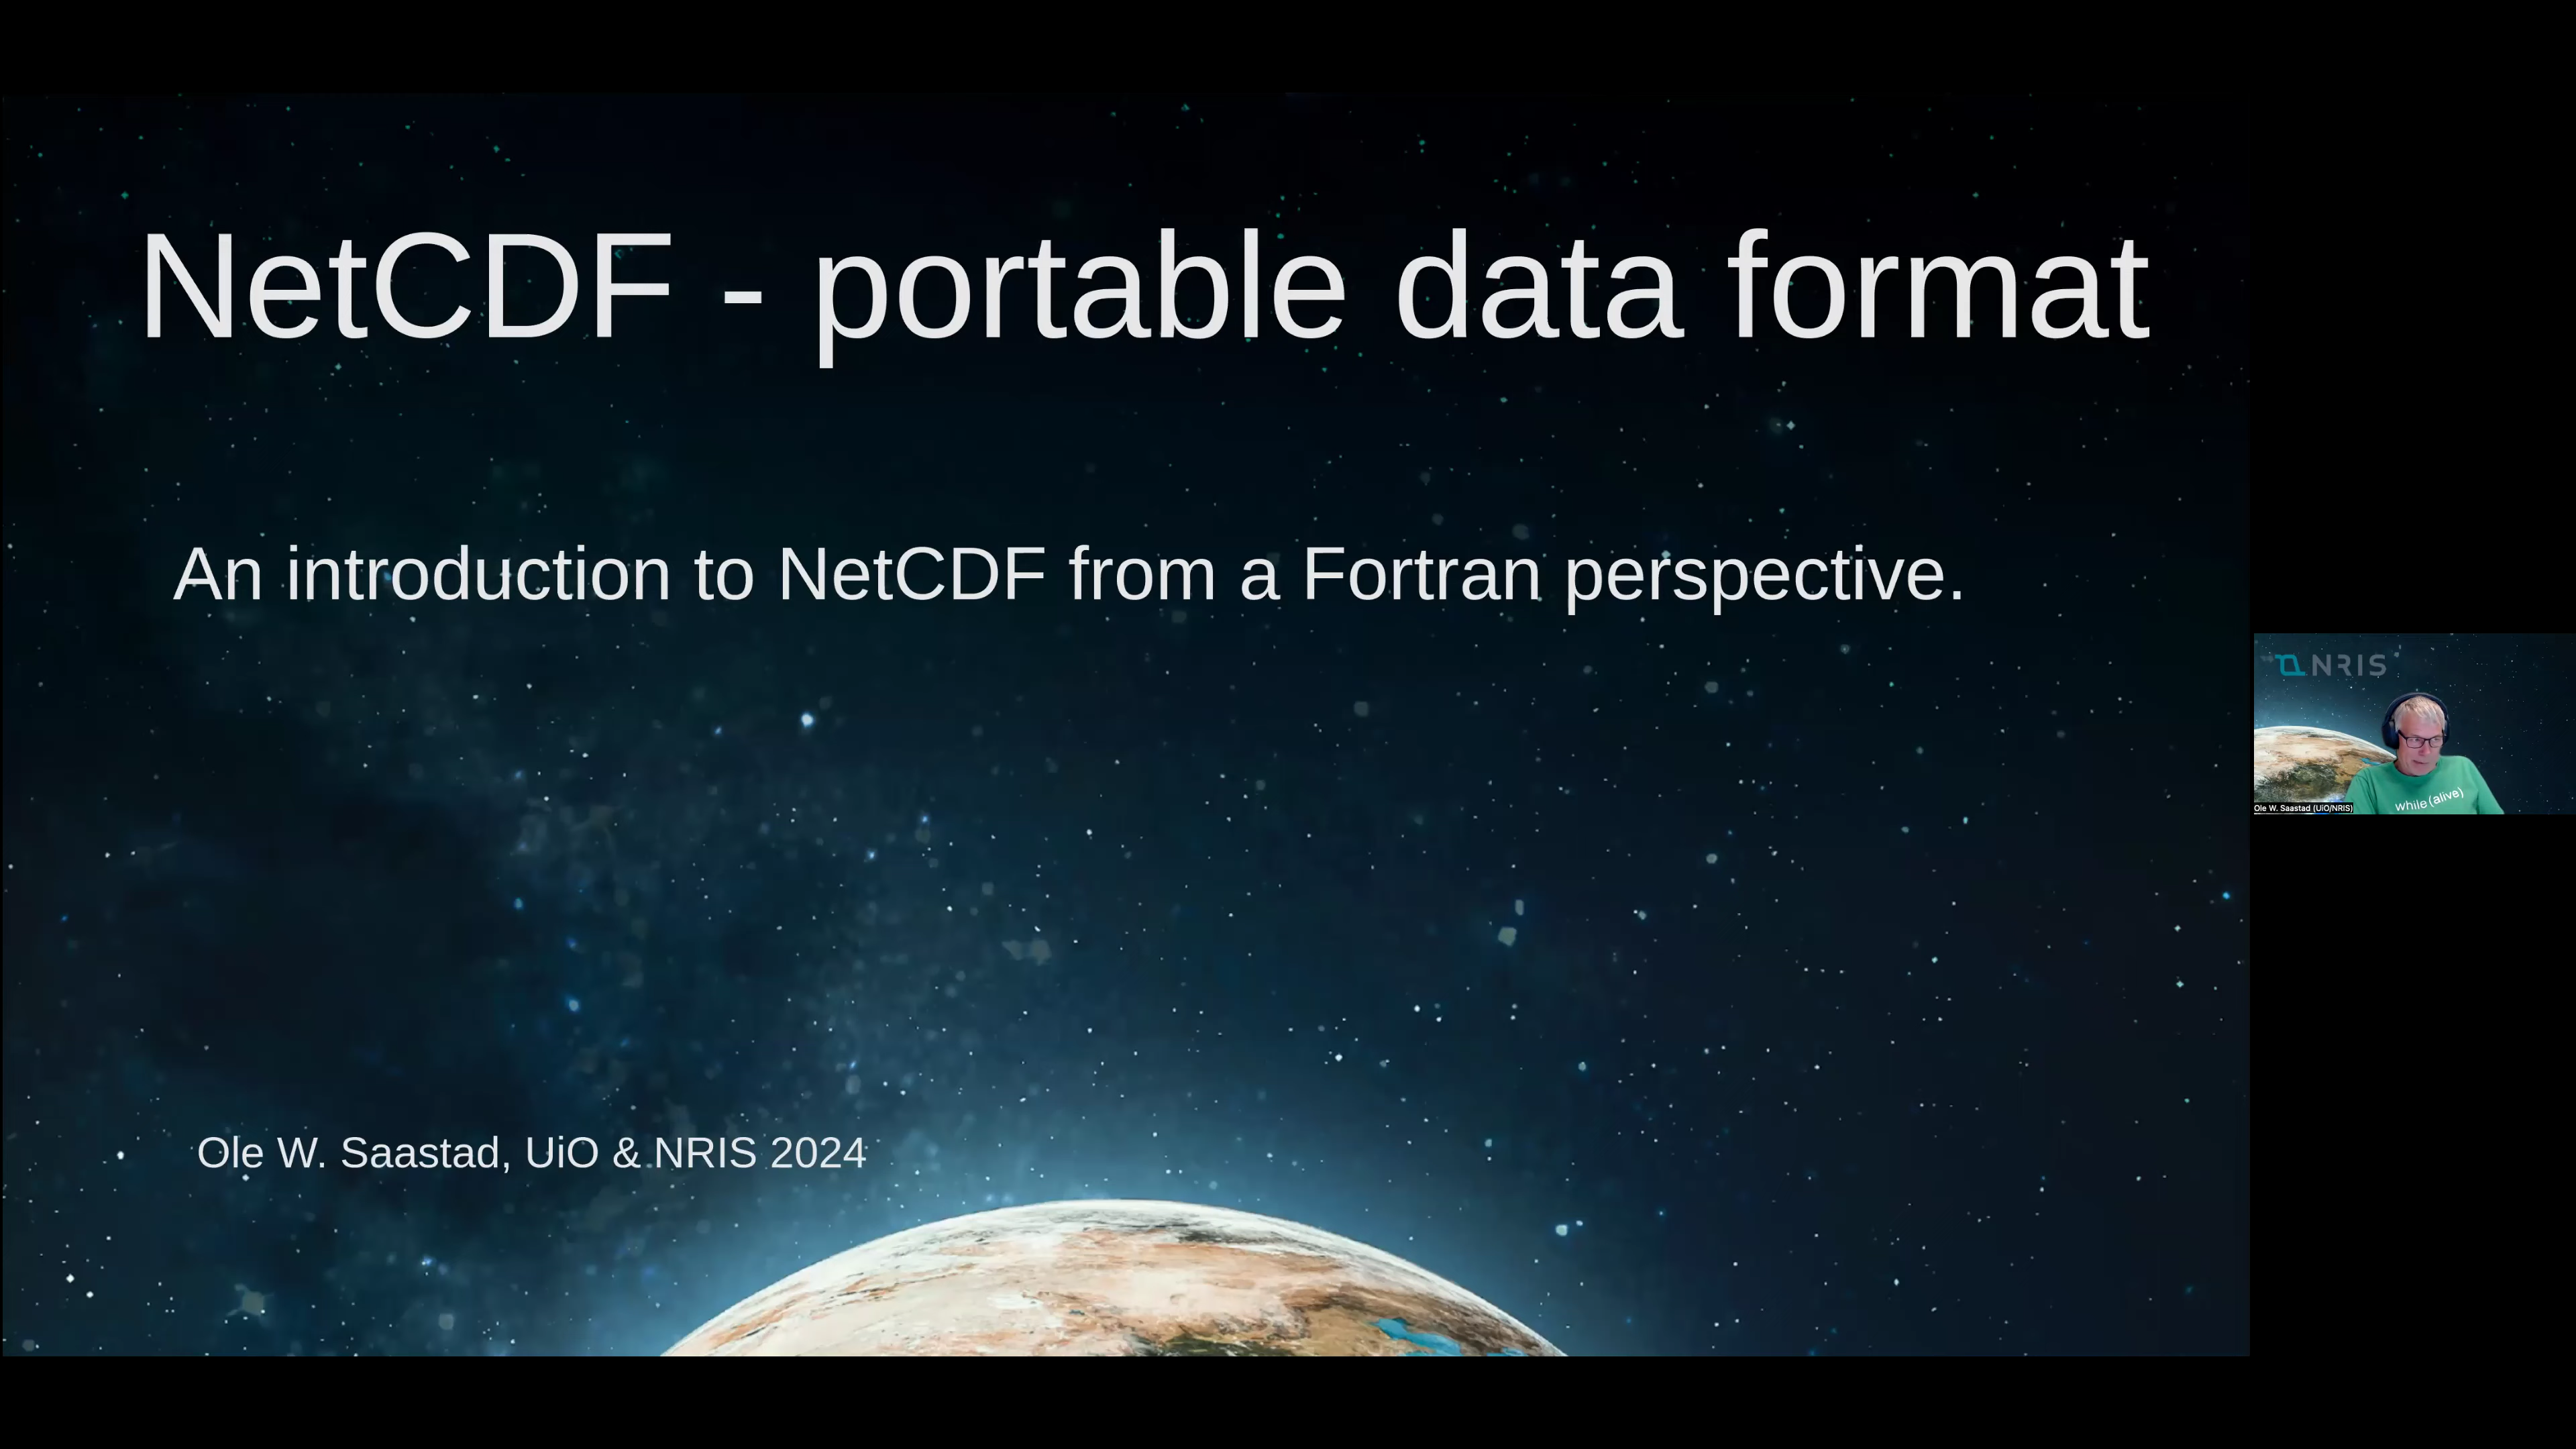 NetCDF - portable data format
An introduction to NetCDF from a Fortran perspective.
Ole W. Saastad, UiO & NRIS 2024
NRIS
while (alive)
Ole W. Saastad (UiO/NRIS)